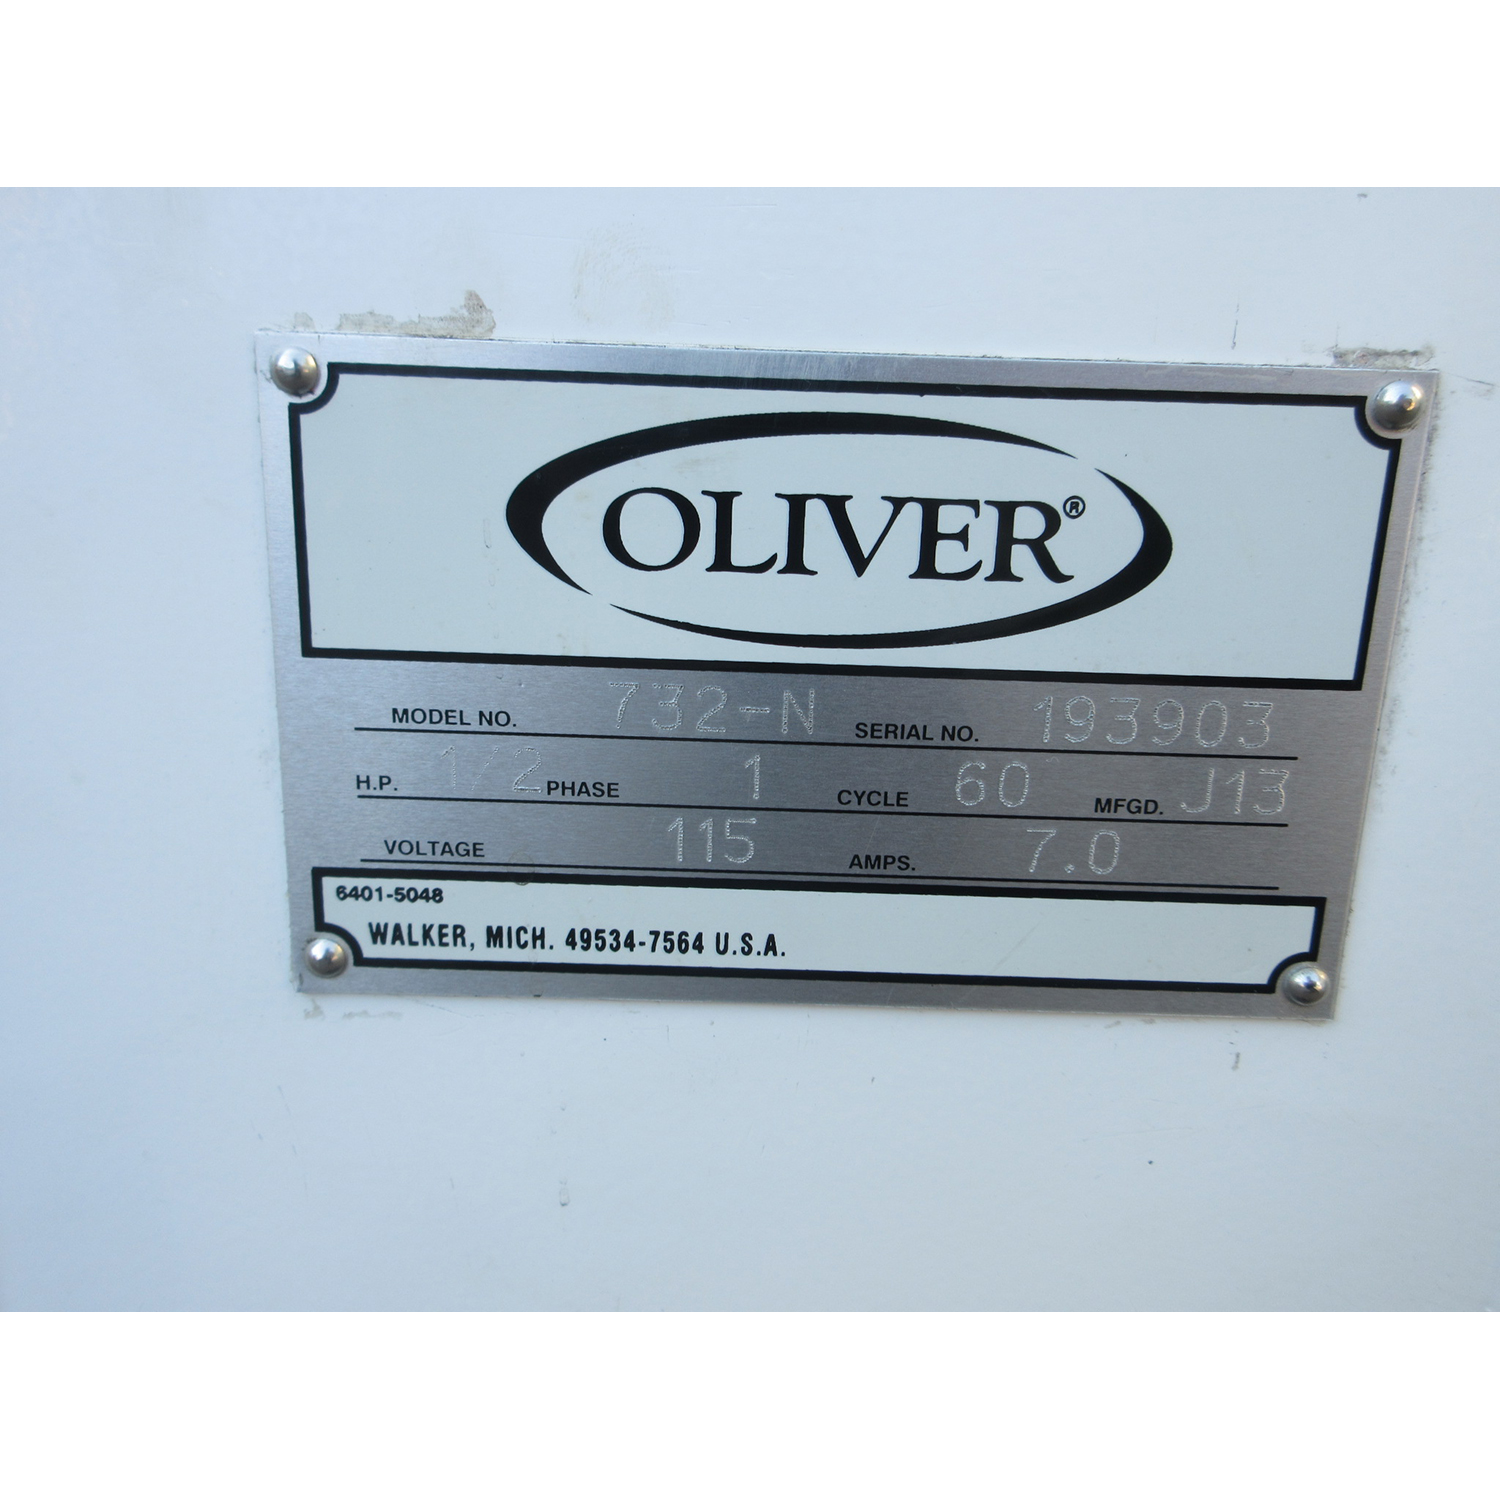 OLIVER®
MODEL NO. 732-N SERIAL NO. 193903
H.P. 1/2 PHASE 1 CYCLE 60 MFGD. J13
VOLTAGE 115 AMPS. 7.0
6401-5048
WALKER, MICH. 49534-7564 U.S.A.